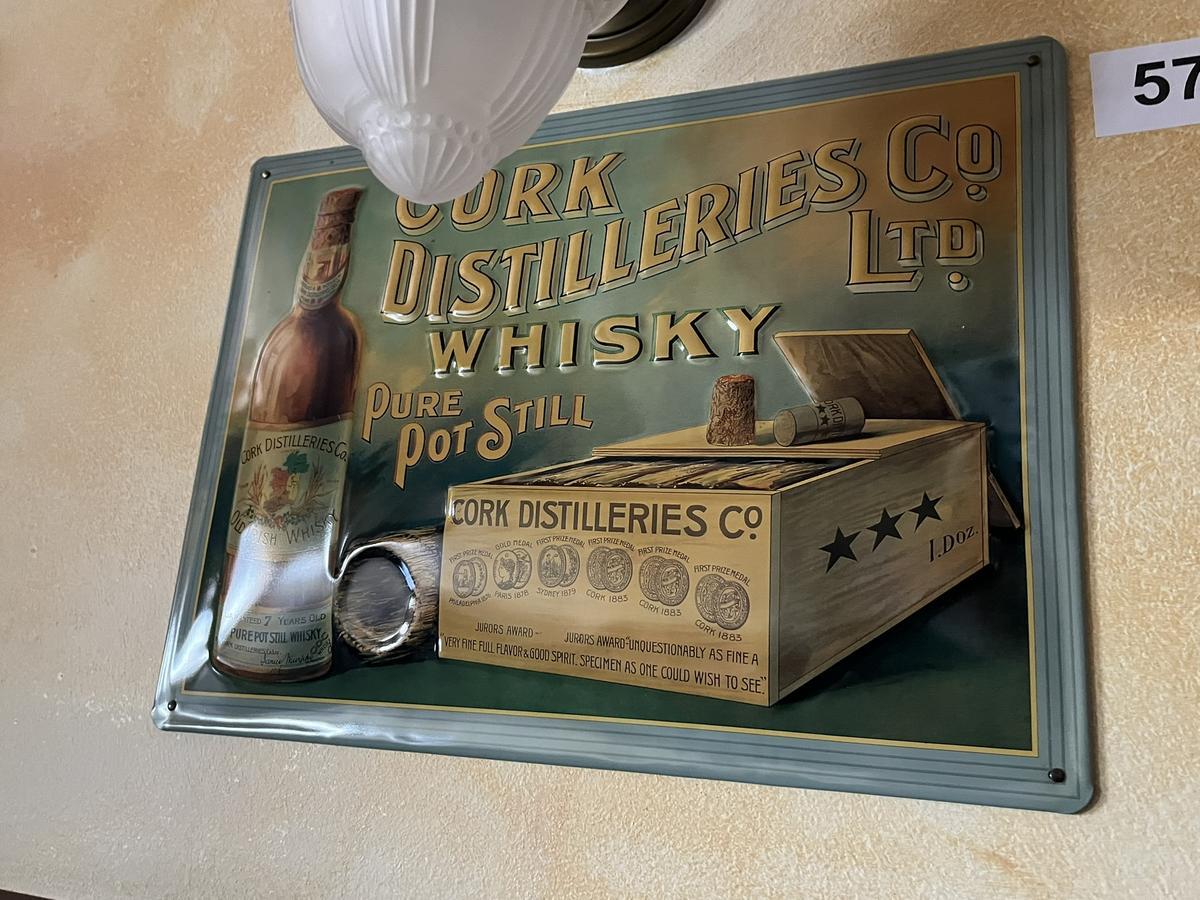 57
CORK
DISTILLERIES CO
LTD
WHISKY
PURE
POT STILL
CORK DISTILLERIES CO.
OLD IRISH WHISKY
7 YEARS OLD
PURE POT STILL WHISKY
CORK DISTILLERIES CO
FIRST PRIZE MEDAL GOLD MEDAL FIRST PRIZE MEDAL FIRST PRIZE MEDAL FIRST PRIZE MEDAL FIRST PRIZE MEDAL
PHILADELPHIA 1876 PARIS 1878 SYDNEY 1879 CORK 1883 CORK 1883 CORK 1883
JURORS AWARD- JURORS AWARD-"UNQUESTIONABLY AS FINE A
"VERY FINE FULL FLAVOR & GOOD SPIRIT. SPECIMEN AS ONE COULD WISH TO SEE."
1.DOZ.
CORK